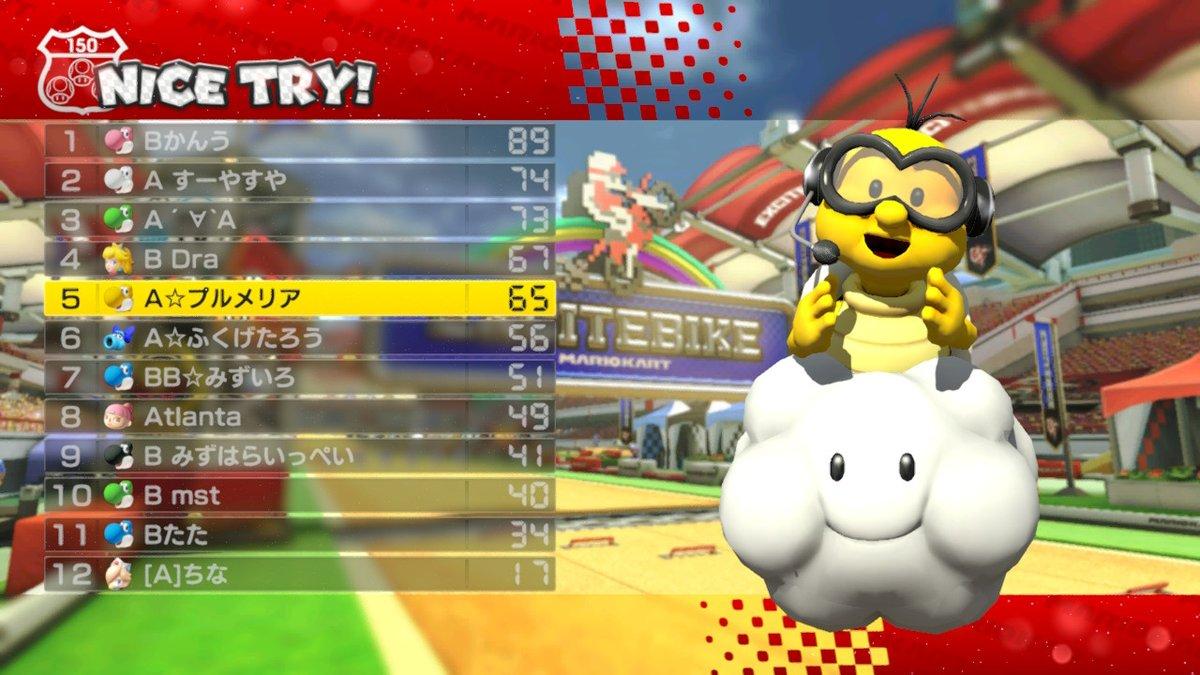 150
NICE TRY!
1 Bかんう 89
2 A すーやすや 74
3 A ´∀`A 73
4 B Dra 67
5 A☆プルメリア 65
6 A☆ふくげたろう 56
7 BB☆みずいろ 51
8 Atlanta 49
9 B みずはらいっぺい 41
10 B mst 40
11 Bたた 34
12 [A]ちな 17
ITEBIKE
MARIOKART